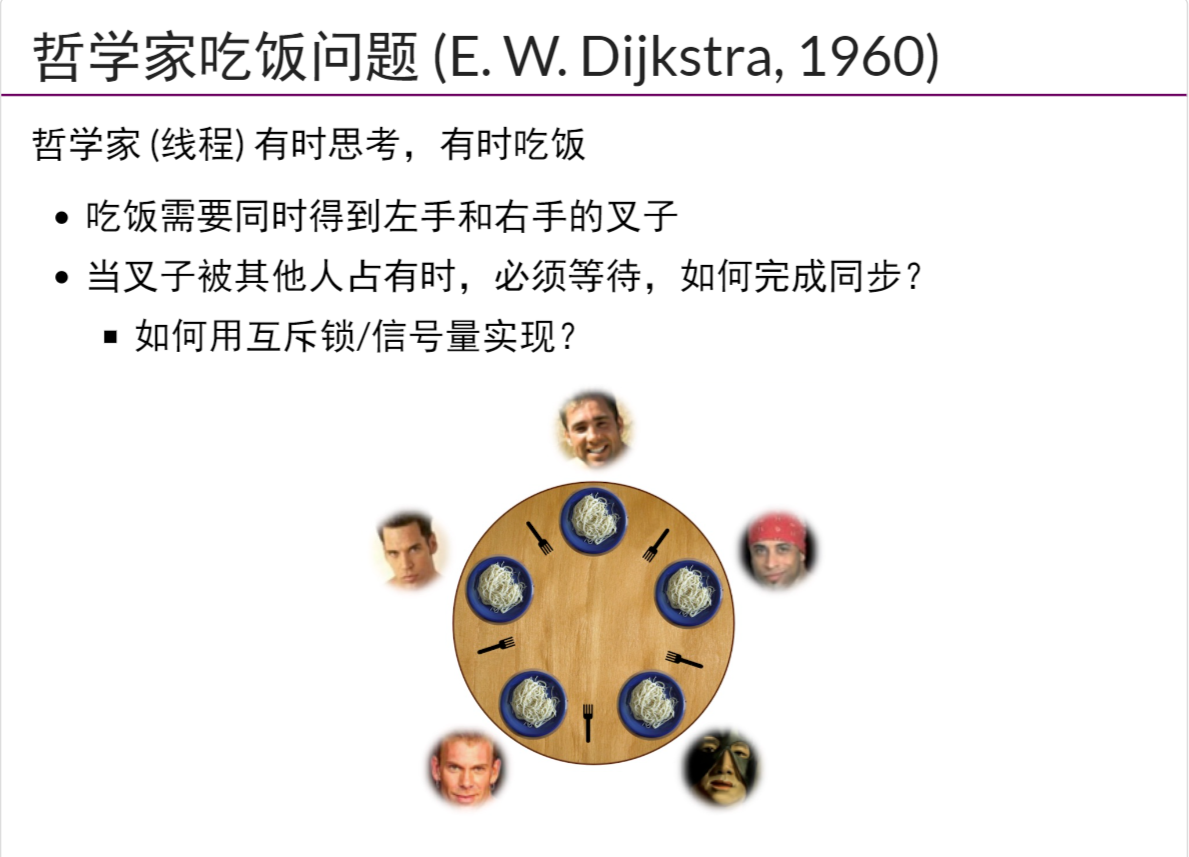 哲学家吃饭问题 (E. W. Dijkstra, 1960)
哲学家 (线程) 有时思考，有时吃饭
• 吃饭需要同时得到左手和右手的叉子
• 当叉子被其他人占有时，必须等待，如何完成同步？
▪ 如何用互斥锁/信号量实现？